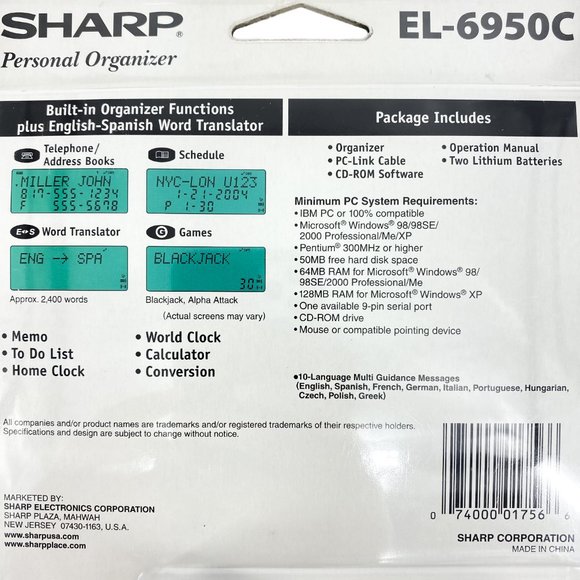 SHARP®
EL-6950C
Personal Organizer
Built-in Organizer Functions
plus English-Spanish Word Translator
Telephone/
Address Books
.MILLER JOHN
817-555-1234
F 555-5678
Schedule
NYC-LON U123
1-21-2004
P 1-30
E↔S Word Translator
ENG → SPA
Approx. 2,400 words
G Games
BLACKJACK
30
Blackjack, Alpha Attack
(Actual screens may vary)
• Memo
• To Do List
• Home Clock
• World Clock
• Calculator
• Conversion
Package Includes
• Organizer
• PC-Link Cable
• CD-ROM Software
• Operation Manual
• Two Lithium Batteries
Minimum PC System Requirements:
• IBM PC or 100% compatible
• Microsoft® Windows® 98/98SE/
2000 Professional/Me/XP
• Pentium® 300MHz or higher
• 50MB free hard disk space
• 64MB RAM for Microsoft® Windows® 98/
98SE/2000 Professional/Me
• 128MB RAM for Microsoft® Windows® XP
• One available 9-pin serial port
• CD-ROM drive
• Mouse or compatible pointing device
•10-Language Multi Guidance Messages
(English, Spanish, French, German, Italian, Portuguese, Hungarian,
Czech, Polish, Greek)
All companies and/or product names are trademarks and/or registered trademarks of their respective holders.
Specifications and design are subject to change without notice.
MARKETED BY:
SHARP ELECTRONICS CORPORATION
SHARP PLAZA, MAHWAH
NEW JERSEY 07430-1163, U.S.A.
www.sharpusa.com
www.sharpplace.com
0 74000 01756 6
SHARP CORPORATION
MADE IN CHINA